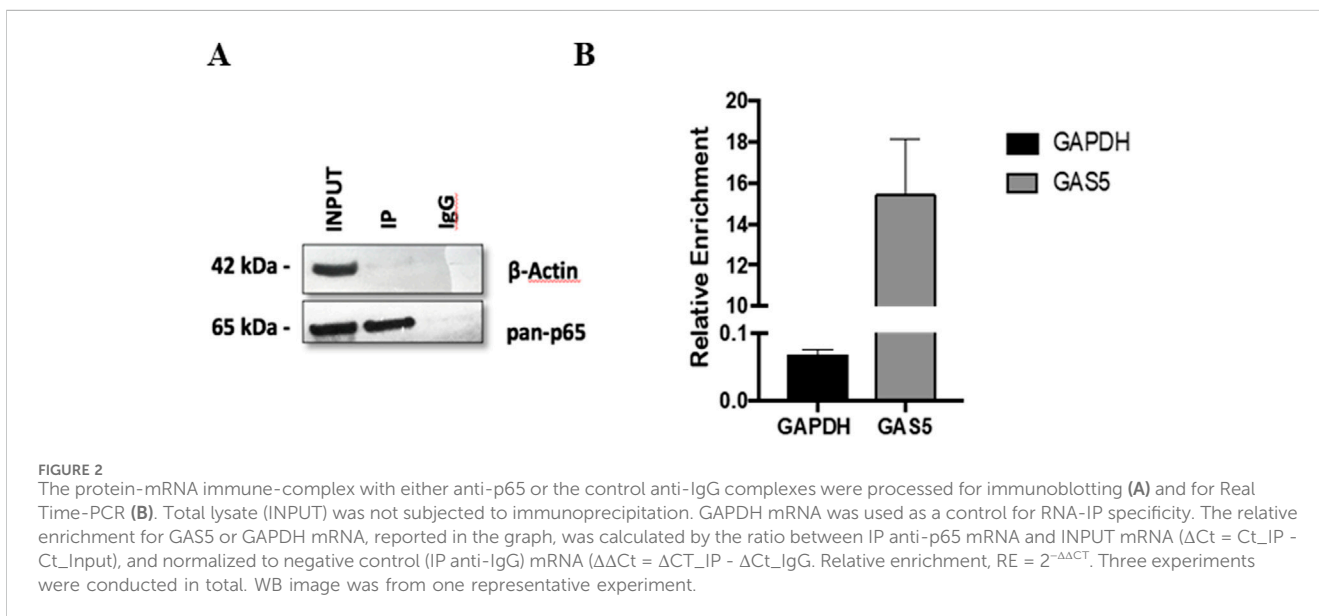 A
B
INPUT
IP
IgG
42 kDa -
β-Actin
65 kDa -
pan-p65
Relative Enrichment
20
18
16
14
12
10
0.1
0.0
GAPDH
GAS5
GAPDH
GAS5
FIGURE 2
The protein-mRNA immune-complex with either anti-p65 or the control anti-IgG complexes were processed for immunoblotting (A) and for Real
Time-PCR (B). Total lysate (INPUT) was not subjected to immunoprecipitation. GAPDH mRNA was used as a control for RNA-IP specificity. The relative
enrichment for GAS5 or GAPDH mRNA, reported in the graph, was calculated by the ratio between IP anti-p65 mRNA and INPUT mRNA (ΔCt = Ct_IP -
Ct_Input), and normalized to negative control (IP anti-IgG) mRNA (ΔΔCt = ΔCT_IP - ΔCt_IgG. Relative enrichment, RE = 2^−ΔΔCT. Three experiments
were conducted in total. WB image was from one representative experiment.